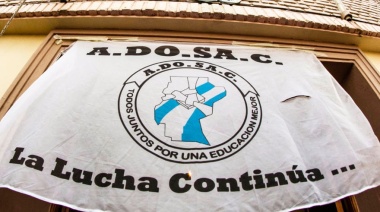 A.DO.SA.C.
A.DO.SA.C.
TODOS JUNTOS POR UNA EDUCACION MEJOR
La Lucha Continúa ...